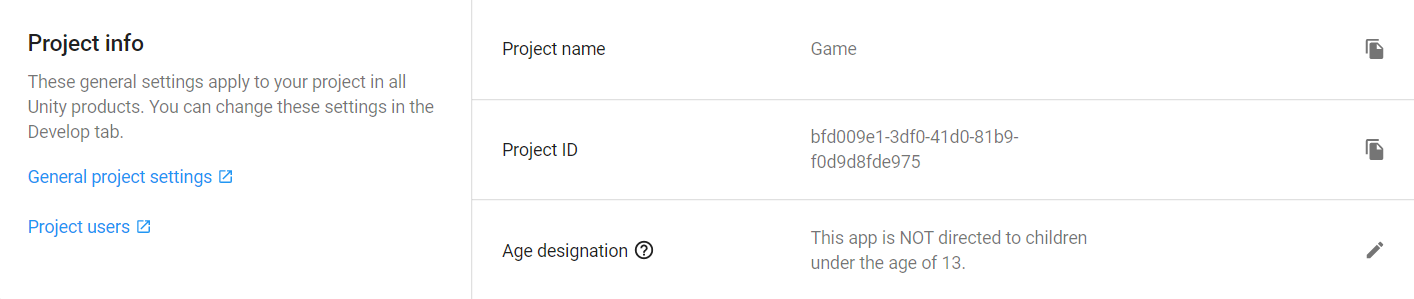 Project info
These general settings apply to your project in all
Unity products. You can change these settings in the
Develop tab.
General project settings
Project users
Project name
Game
Project ID
bfd009e1-3df0-41d0-81b9-
f0d9d8fde975
Age designation
This app is NOT directed to children
under the age of 13.